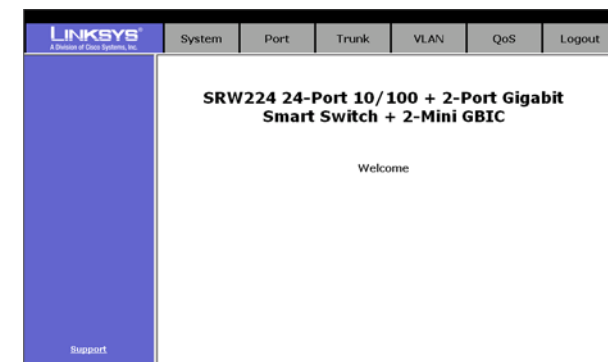 LINKSYS®
A Division of Cisco Systems, Inc.
System Port Trunk VLAN QoS Logout
SRW224 24-Port 10/100 + 2-Port Gigabit
Smart Switch + 2-Mini GBIC
Welcome
Support